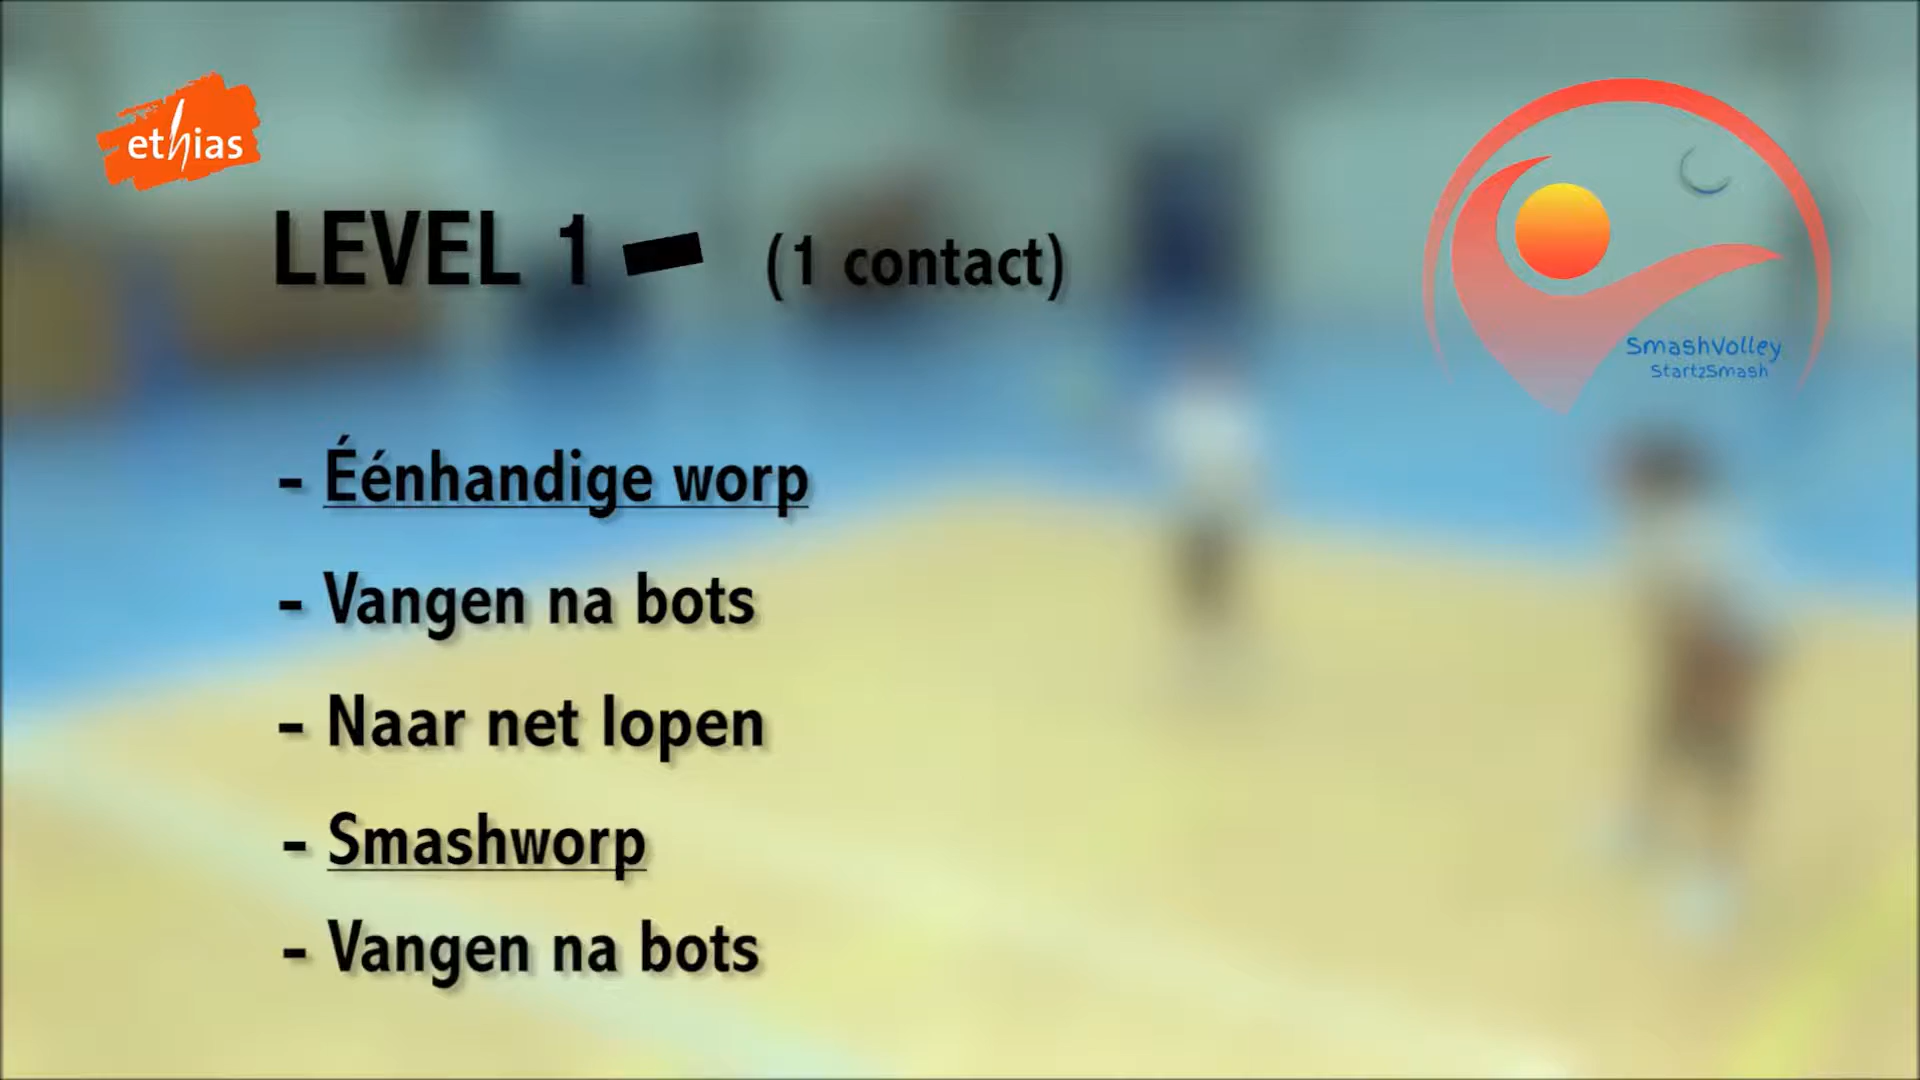 ethias
LEVEL 1 - (1 contact)
SmashVolley
Start2Smash
- Éénhandige worp
- Vangen na bots
- Naar net lopen
- Smashworp
- Vangen na bots